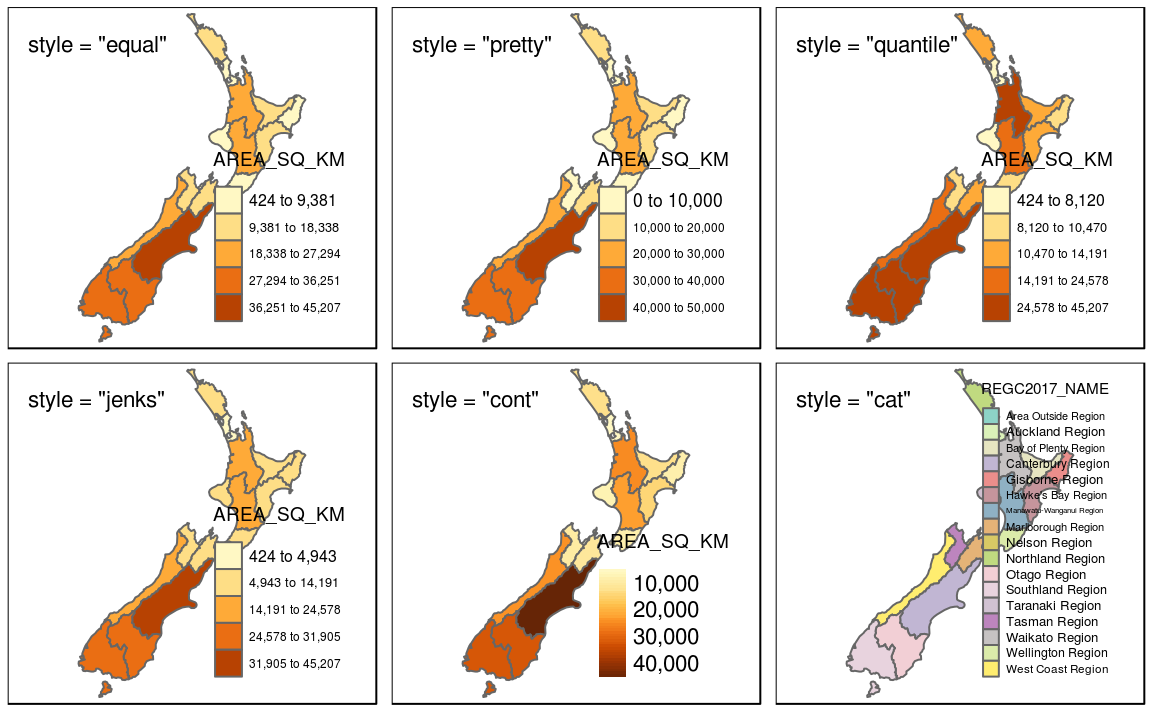 style = "equal"
AREA_SQ_KM
424 to 9,381
9,381 to 18,338
18,338 to 27,294
27,294 to 36,251
36,251 to 45,207
style = "pretty"
AREA_SQ_KM
0 to 10,000
10,000 to 20,000
20,000 to 30,000
30,000 to 40,000
40,000 to 50,000
style = "quantile"
AREA_SQ_KM
424 to 8,120
8,120 to 10,470
10,470 to 14,191
14,191 to 24,578
24,578 to 45,207
style = "jenks"
AREA_SQ_KM
424 to 4,943
4,943 to 14,191
14,191 to 24,578
24,578 to 31,905
31,905 to 45,207
style = "cont"
AREA_SQ_KM
10,000
20,000
30,000
40,000
style = "cat"
REGC2017_NAME
Area Outside Region
Auckland Region
Bay of Plenty Region
Canterbury Region
Gisborne Region
Hawke's Bay Region
Manawatu-Wanganui Region
Marlborough Region
Nelson Region
Northland Region
Otago Region
Southland Region
Taranaki Region
Tasman Region
Waikato Region
Wellington Region
West Coast Region